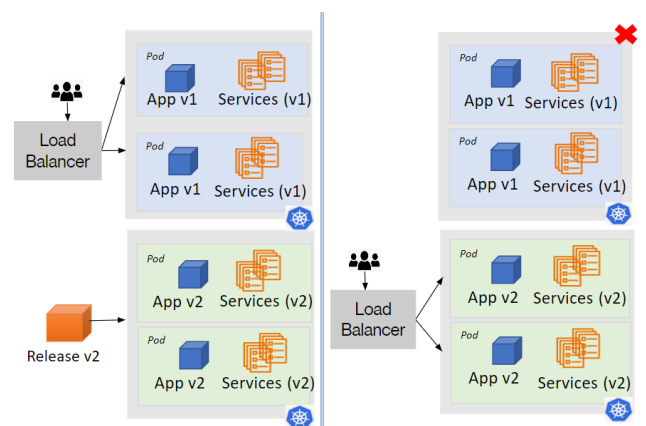 Pod
App v1 Services (v1)
Pod
App v1 Services (v1)
Load
Balancer
Pod
App v2 Services (v2)
Pod
App v2 Services (v2)
Release v2
Pod
App v1 Services (v1)
Pod
App v1 Services (v1)
Pod
App v2 Services (v2)
Pod
App v2 Services (v2)
Load
Balancer